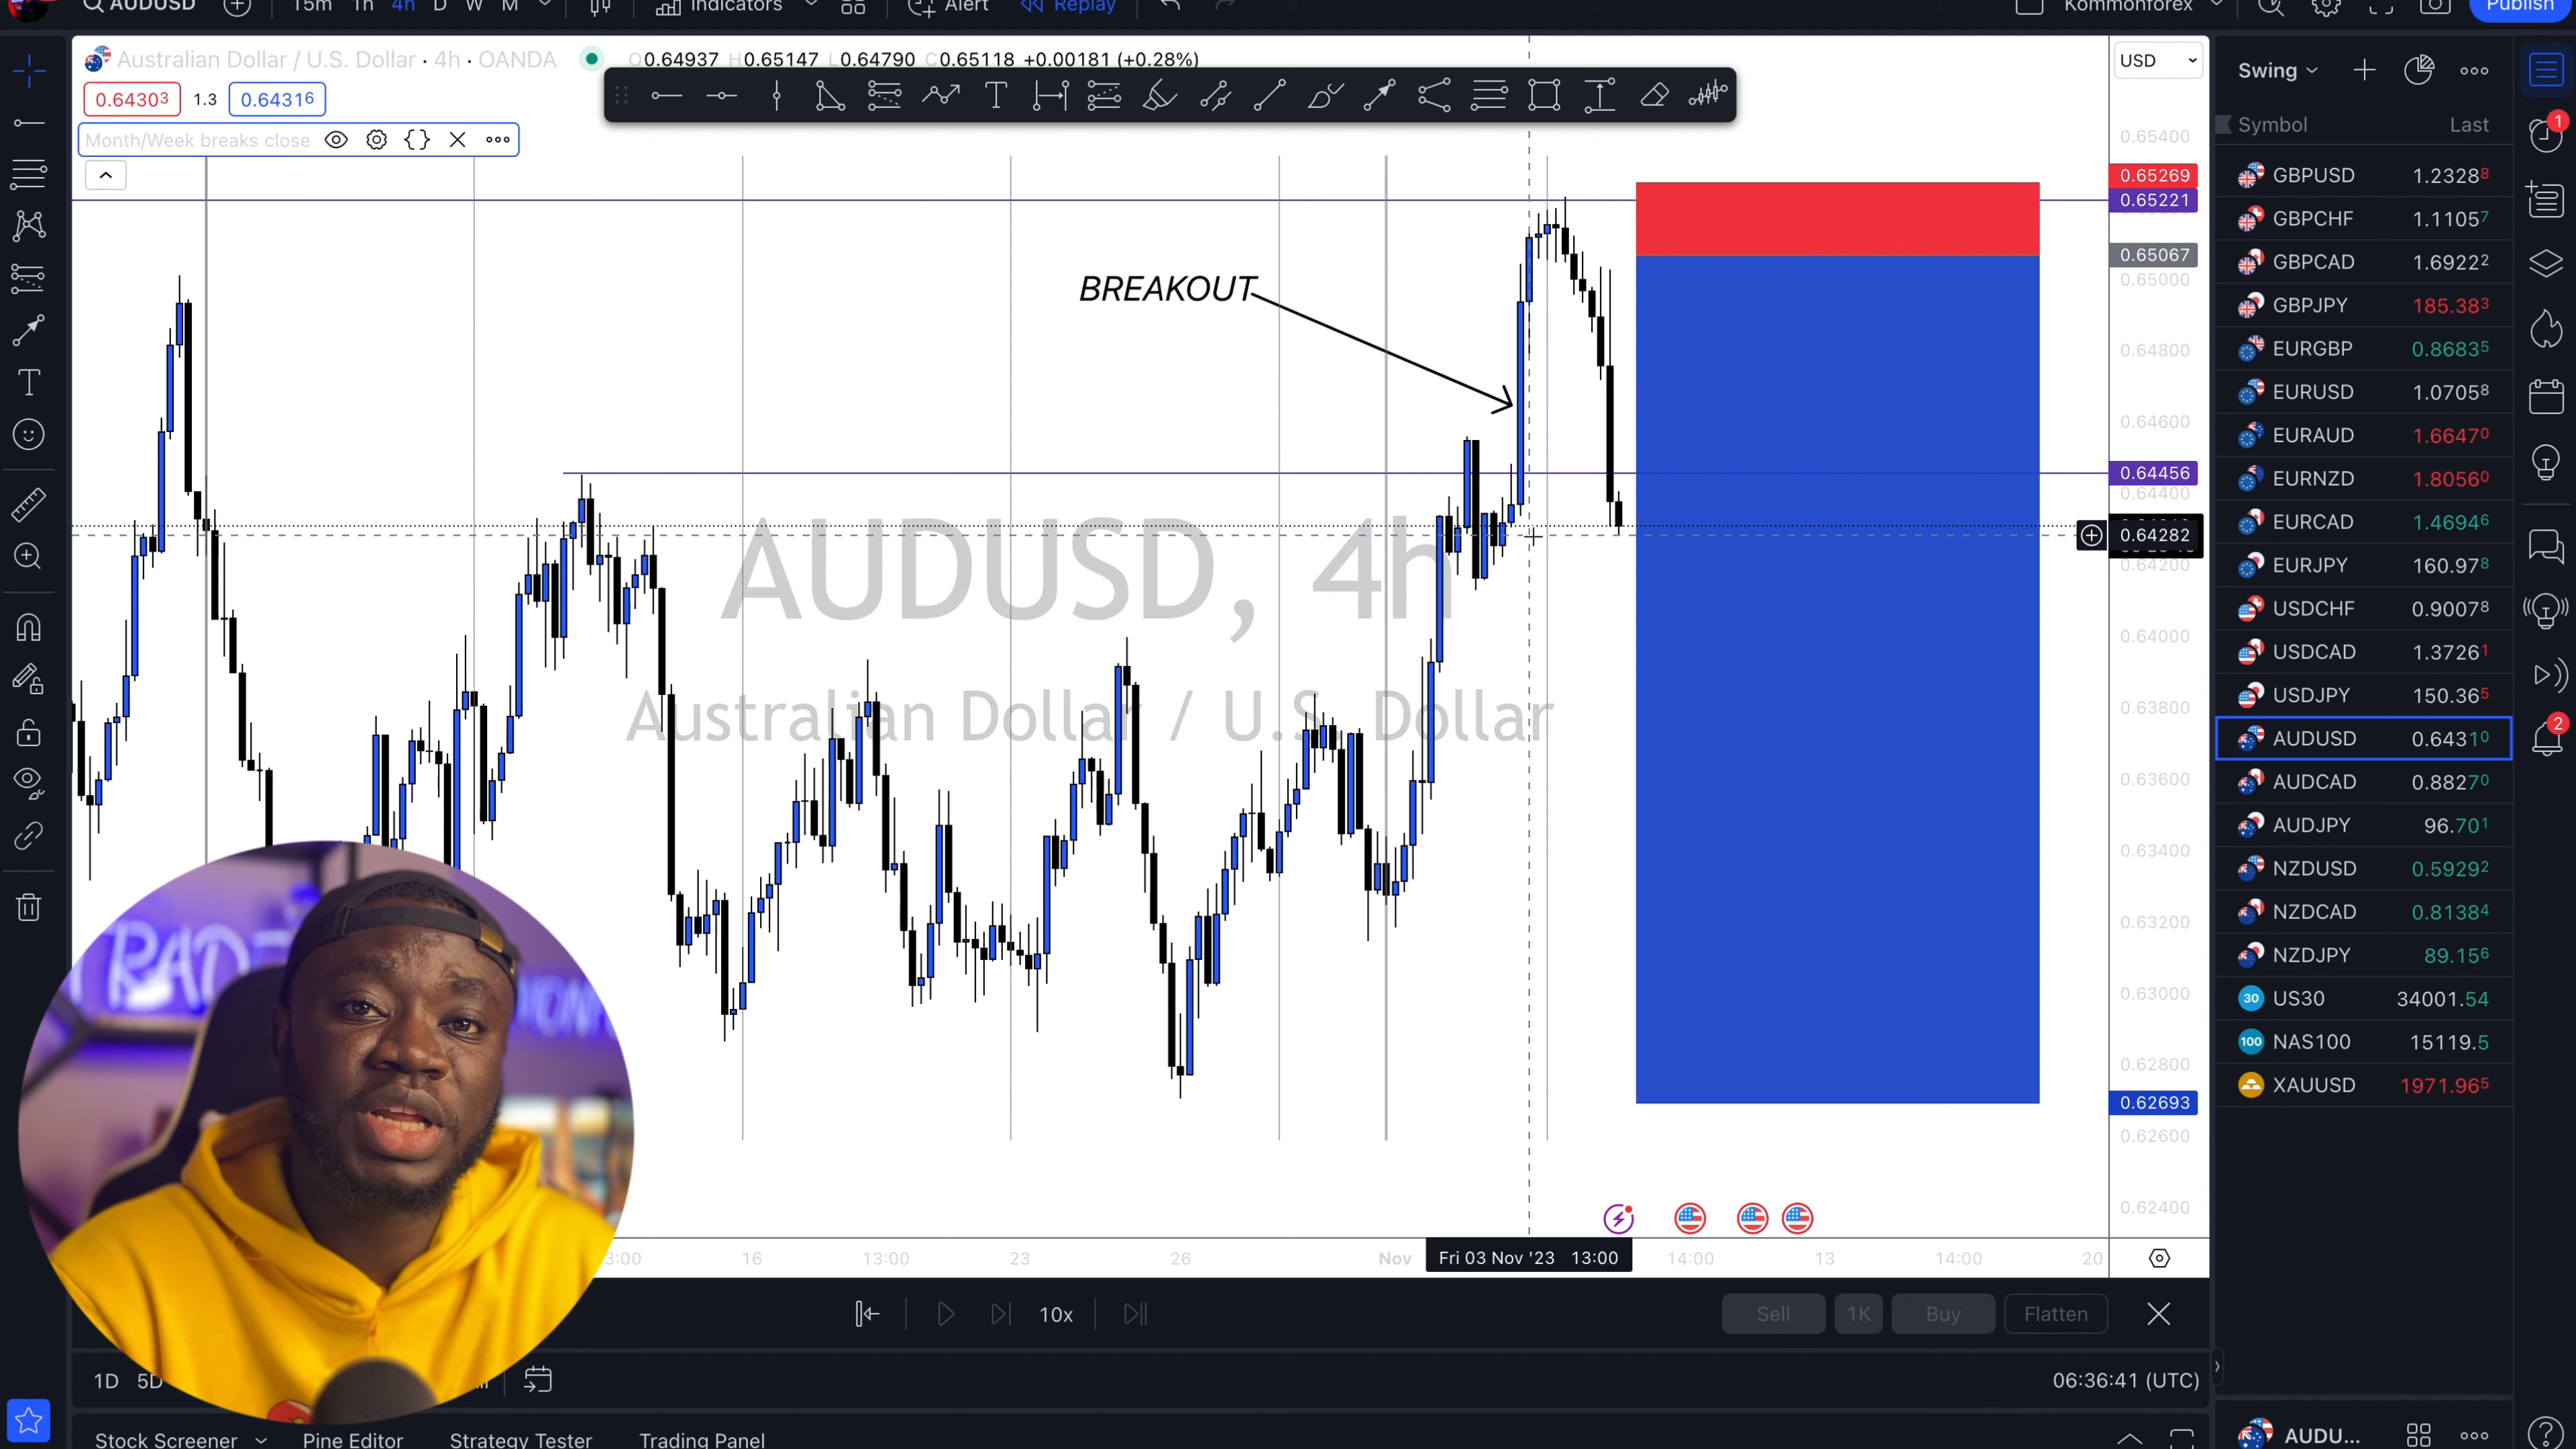 AUDUSD 15m 1h 4h D W M Indicators Alert Replay Kommonforex Publish
Australian Dollar / U.S. Dollar · 4h · OANDA O0.64937 H0.65147 L0.64790 C0.65118 +0.00181 (+0.28%)
0.64303 1.3 0.64316
Month/Week breaks close
USD
0.65400
0.65269
0.65221
0.65067
0.65000
0.64800
0.64600
0.64456
0.64400
0.64282
0.64200
0.64000
0.63800
0.63600
0.63400
0.63200
0.63000
0.62800
0.62693
0.62600
0.62400
BREAKOUT
AUDUSD, 4h
Australian Dollar / U.S. Dollar
TRADE
16 13:00 23 26 Nov Fri 03 Nov '23 13:00 14:00 13 14:00 20
10x Sell 1K Buy Flatten
1D 5D 06:36:41 (UTC)
Stock Screener Pine Editor Strategy Tester Trading Panel
Swing
Symbol Last
GBPUSD 1.23288
GBPCHF 1.11057
GBPCAD 1.69222
GBPJPY 185.383
EURGBP 0.86835
EURUSD 1.07058
EURAUD 1.66470
EURNZD 1.80560
EURCAD 1.46946
EURJPY 160.978
USDCHF 0.90078
USDCAD 1.37261
USDJPY 150.365
AUDUSD 0.64310
AUDCAD 0.88270
AUDJPY 96.701
NZDUSD 0.59292
NZDCAD 0.81384
NZDJPY 89.156
30 US30 34001.54
100 NAS100 15119.5
XAUUSD 1971.965
AUDU...
1
2